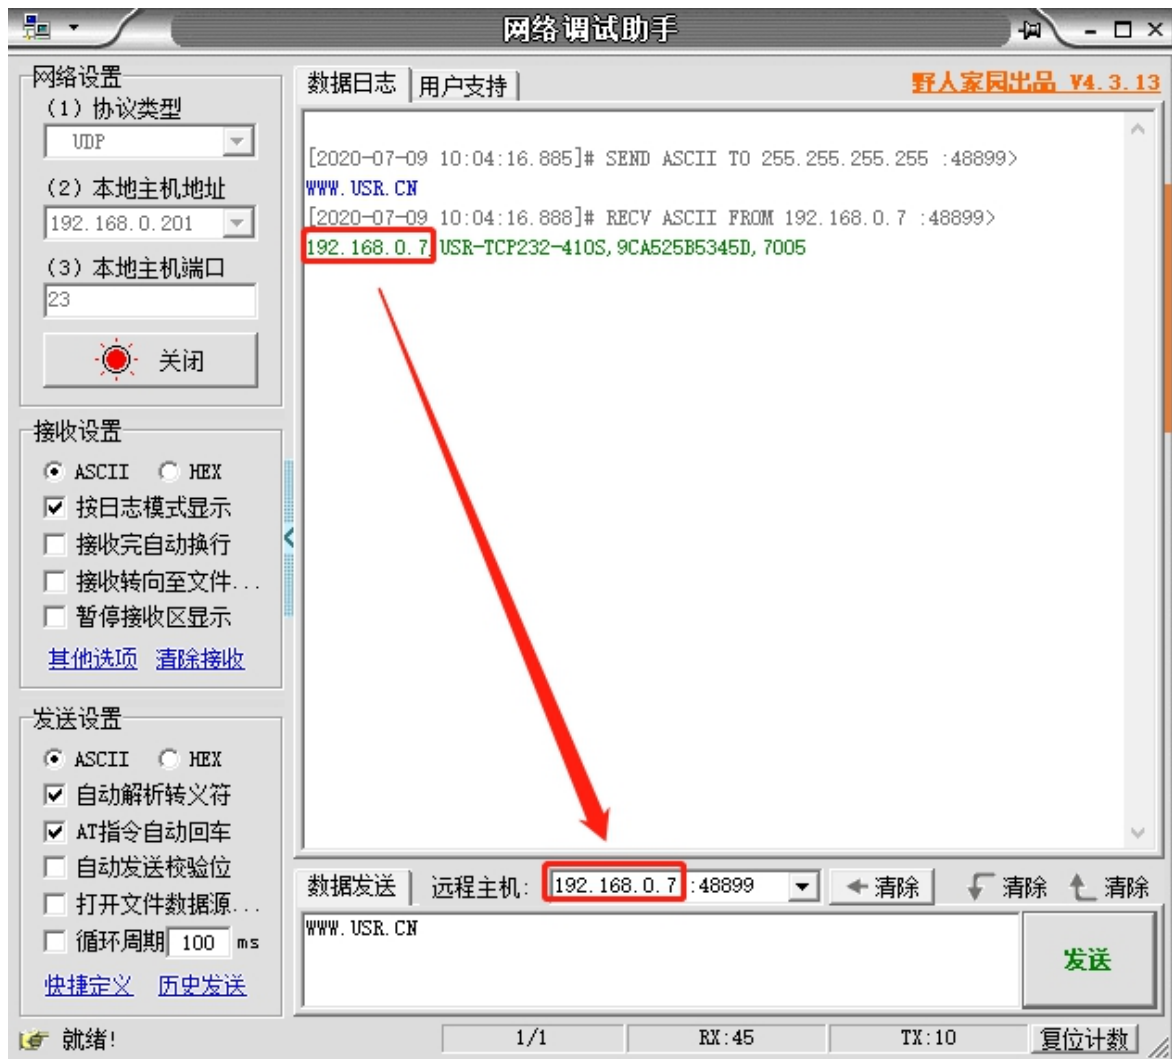 网络调试助手
网络设置
(1) 协议类型
UDP
(2) 本地主机地址
192.168.0.201
(3) 本地主机端口
23
关闭
接收设置
ASCII HEX
按日志模式显示
接收完自动换行
接收转向至文件...
暂停接收区显示
其他选项 清除接收
发送设置
ASCII HEX
自动解析转义符
AT指令自动回车
自动发送校验位
打开文件数据源...
循环周期 100 ms
快捷定义 历史发送
数据日志 用户支持 野人家园出品 V4.3.13
[2020-07-09 10:04:16.885]# SEND ASCII TO 255.255.255.255 :48899>
WWW.USR.CN
[2020-07-09 10:04:16.888]# RECV ASCII FROM 192.168.0.7 :48899>
192.168.0.7,USR-TCP232-410S,9CA525B5345D,7005
数据发送 远程主机: 192.168.0.7 :48899 清除 清除 清除
WWW.USR.CN
发送
就绪! 1/1 RX:45 TX:10 复位计数